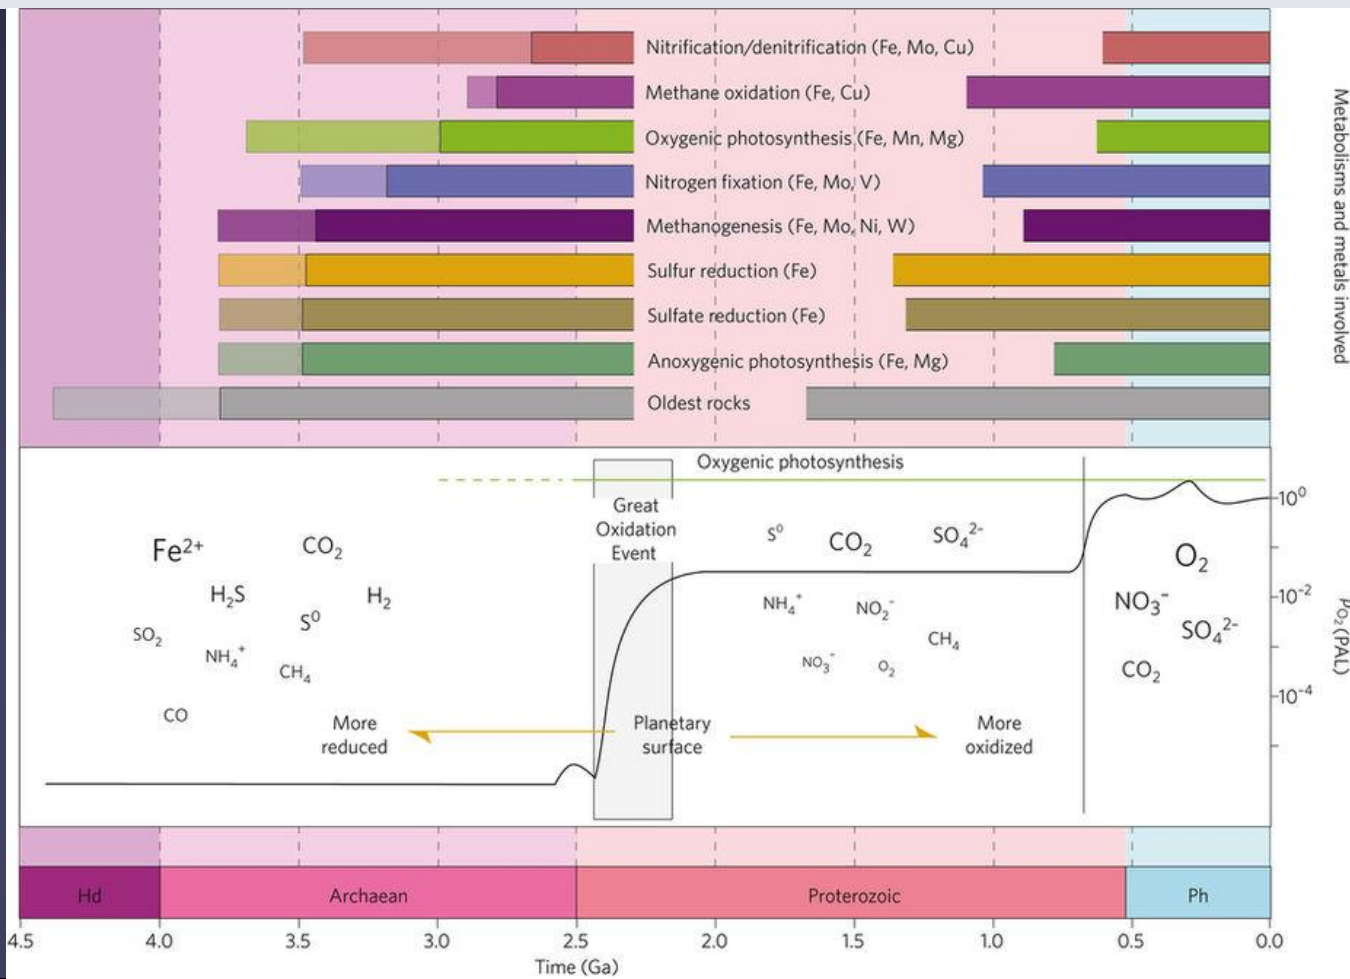 Nitrification/denitrification (Fe, Mo, Cu)
Methane oxidation (Fe, Cu)
Oxygenic photosynthesis (Fe, Mn, Mg)
Nitrogen fixation (Fe, Mo, V)
Methanogenesis (Fe, Mo, Ni, W)
Sulfur reduction (Fe)
Sulfate reduction (Fe)
Anoxygenic photosynthesis (Fe, Mg)
Oldest rocks
Metabolisms and metals involved
Oxygenic photosynthesis
Great
Oxidation
Event
Fe²⁺
CO₂
H₂S
H₂
S⁰
SO₂
NH₄⁺
CH₄
CO
S⁰
CO₂
SO₄²⁻
NH₄⁺
NO₂⁻
CH₄
NO₃⁻
O₂
O₂
NO₃⁻
SO₄²⁻
CO₂
More
reduced
Planetary
surface
More
oxidized
10⁰
10⁻²
10⁻⁴
pO₂ (PAL)
Hd
Archaean
Proterozoic
Ph
4.5 4.0 3.5 3.0 2.5 2.0 1.5 1.0 0.5 0.0
Time (Ga)